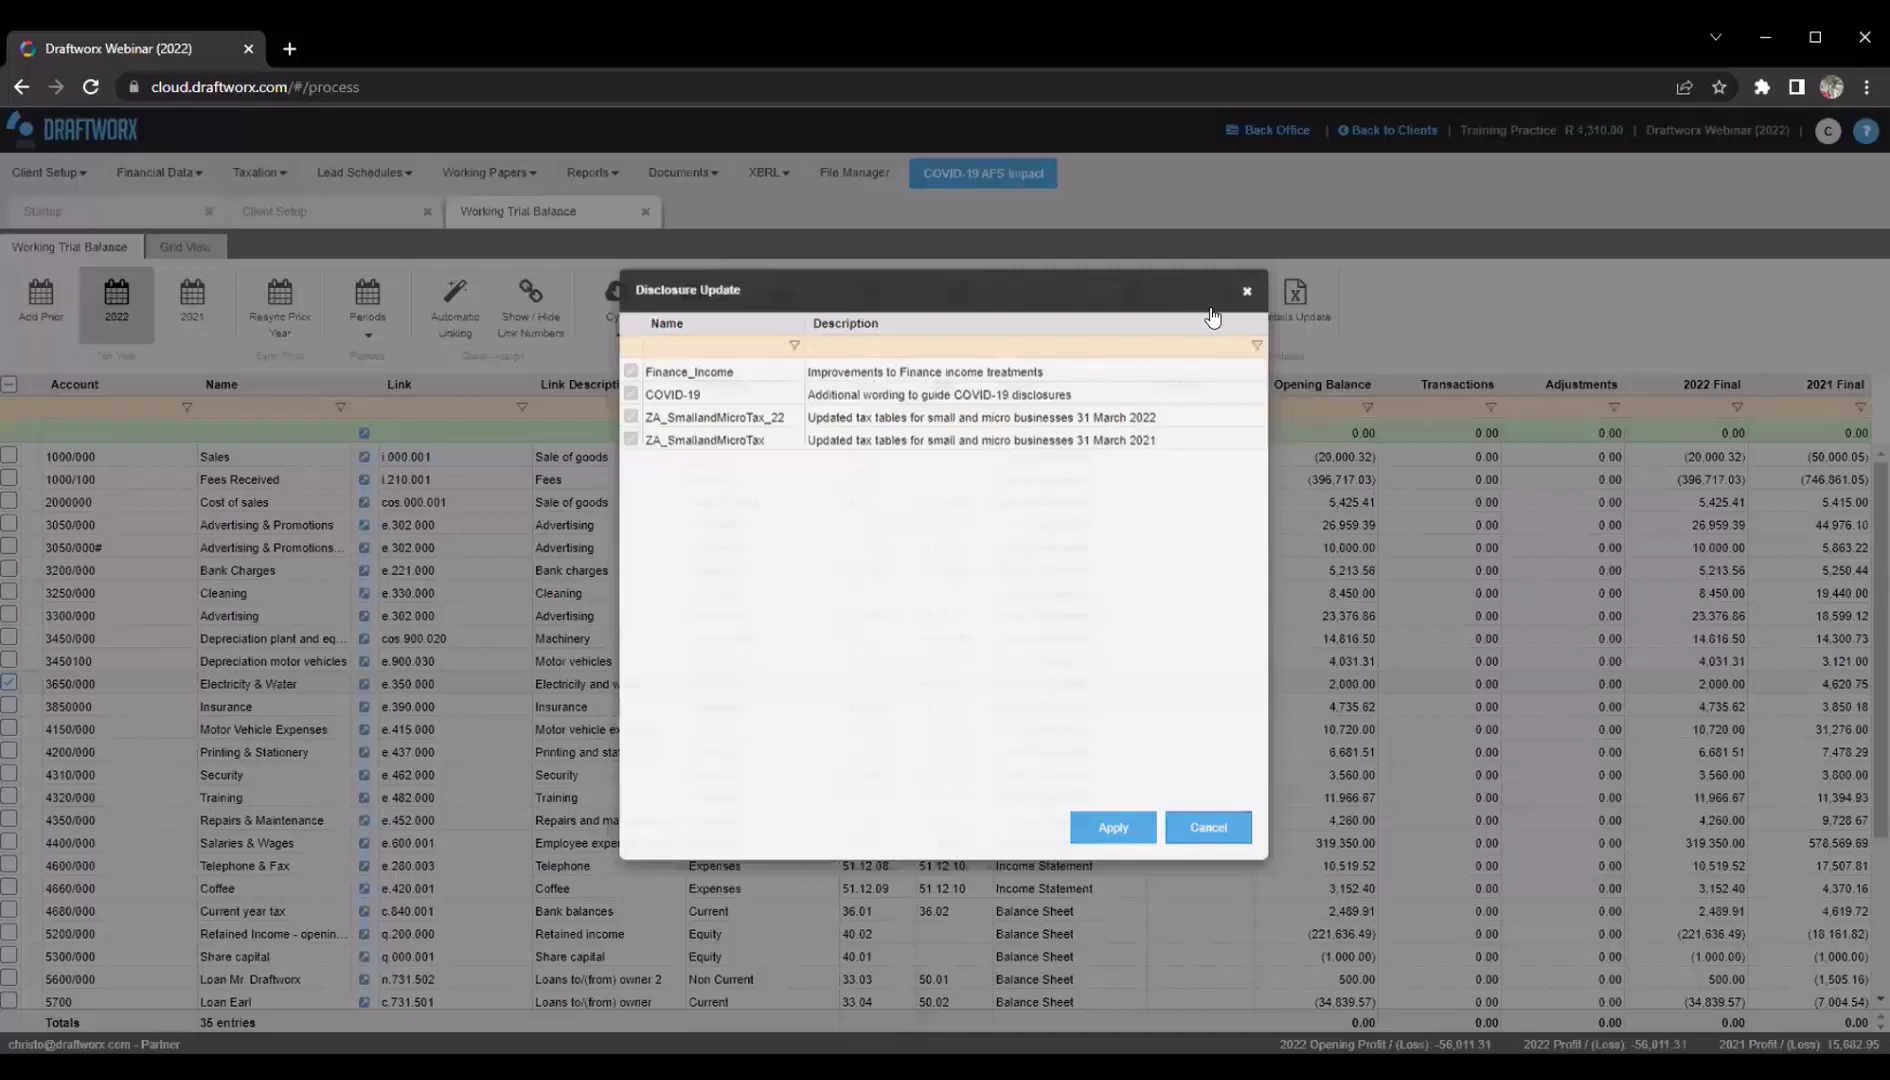 Draftworx Webinar (2022)
cloud.draftworx.com/#/process
DRAFTWORX
Back Office | Back to Clients | Training Practice R 4,310.00 | Draftworx Webinar (2022) | C ?
Client Setup Financial Data Taxation Lead Schedules Working Papers Reports Documents XBRL File Manager COVID-19 AFS Impact
Startup Client Setup Working Trial Balance
Working Trial Balance Grid View
Add Prior 2022 2021 Resync Prior Year Periods Automatic Linking Show / Hide Link Numbers
Tax Year Sync Prior Periods
Disclosure Update
Name Description
Finance_Income Improvements to Finance income treatments
COVID-19 Additional wording to guide COVID-19 disclosures
ZA_SmallandMicroTax_22 Updated tax tables for small and micro businesses 31 March 2022
ZA_SmallandMicroTax Updated tax tables for small and micro businesses 31 March 2021
Apply Cancel
Account Name Link Opening Balance Transactions Adjustments 2022 Final 2021 Final
0.00 0.00 0.00 0.00 0.00
1000/000 Sales i.000.001 Sale of goods (20,000.32) 0.00 0.00 (20,000.32) (50,000.05)
1000/100 Fees Received i.210.001 Fees (396,717.03) 0.00 0.00 (396,717.03) (746,861.05)
2000000 Cost of sales cos.000.001 Sale of goods 5,425.41 0.00 0.00 5,425.41 5,415.00
3050/000 Advertising & Promotions e.302.000 Advertising 26,959.39 0.00 0.00 26,959.39 44,976.10
3050/000# Advertising & Promotions... e.302.000 Advertising 10,000.00 0.00 0.00 10,000.00 5,863.22
3200/000 Bank Charges e.221.000 Bank charges 5,213.56 0.00 0.00 5,213.56 5,250.44
3250/000 Cleaning e.330.000 Cleaning 8,450.00 0.00 0.00 8,450.00 19,440.00
3300/000 Advertising e.302.000 Advertising 23,376.86 0.00 0.00 23,376.86 18,599.12
3450/000 Depreciation plant and eq... cos.900.020 Machinery 14,816.50 0.00 0.00 14,816.50 14,300.73
3450100 Depreciation motor vehicles e.900.030 Motor vehicles 4,031.31 0.00 0.00 4,031.31 3,121.00
3650/000 Electricity & Water e.350.000 Electricity and 2,000.00 0.00 0.00 2,000.00 4,620.75
3850000 Insurance e.390.000 Insurance 4,735.62 0.00 0.00 4,735.62 3,850.18
4150/000 Motor Vehicle Expenses e.415.000 Motor vehicle 10,720.00 0.00 0.00 10,720.00 31,276.00
4200/000 Printing & Stationery e.437.000 Printing and 6,681.51 0.00 0.00 6,681.51 7,478.29
4310/000 Security e.462.000 Security 3,560.00 0.00 0.00 3,560.00 3,800.00
4320/000 Training e.482.000 Training 11,966.67 0.00 0.00 11,966.67 11,394.93
4350/000 Repairs & Maintenance e.452.000 Repairs and 4,260.00 0.00 0.00 4,260.00 9,728.67
4400/000 Salaries & Wages e.600.001 Employee 319,350.00 0.00 0.00 319,350.00 578,569.69
4600/000 Telephone & Fax e.280.003 Telephone Expenses 51.12.08 51.12.10 Income Statement 10,519.52 0.00 0.00 10,519.52 17,507.81
4660/000 Coffee e.420.001 Coffee Expenses 51.12.09 51.12.10 Income Statement 3,152.40 0.00 0.00 3,152.40 4,370.16
4680/000 Current year tax c.840.001 Bank balances Current 36.01 36.02 Balance Sheet 2,489.91 0.00 0.00 2,489.91 4,619.72
5200/000 Retained Income - openin... q.200.000 Retained income Equity 40.02 Balance Sheet (221,636.49) 0.00 0.00 (221,636.49) (18,161.82)
5300/000 Share capital q.000.001 Share capital Equity 40.01 Balance Sheet (1,000.00) 0.00 0.00 (1,000.00) (1,000.00)
5600/000 Loan Mr. Draftworx n.731.502 Loans to/(from) owner 2 Non Current 33.03 50.01 Balance Sheet 500.00 0.00 0.00 500.00 (1,505.16)
5700 Loan Earl c.731.501 Loans to/(from) owner Current 33.04 50.02 Balance Sheet (34,839.57) 0.00 0.00 (34,839.57) (7,004.54)
Totals 35 entries 0.00 0.00 0.00 0.00 0.00
christo@draftworx.com - Partner 2022 Opening Profit / (Loss): -56,011.31 2022 Profit / (Loss): -56,011.31 2021 Profit / (Loss): 15,682.95